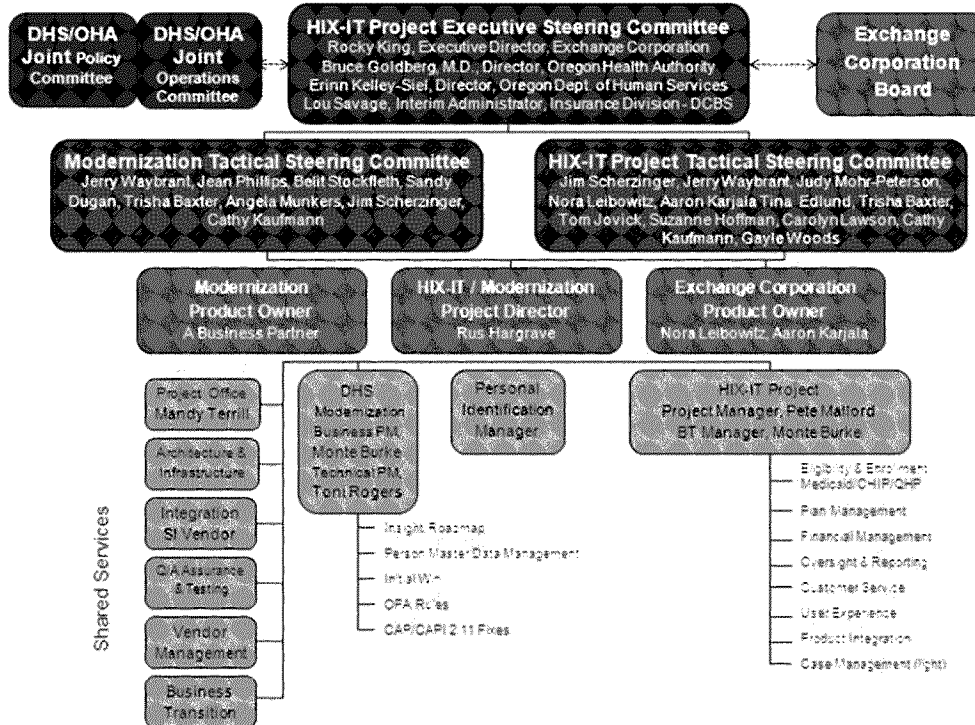 DHS/OHA
Joint Policy
Committee
DHS/OHA
Joint
Operations
Committee
HIX-IT Project Executive Steering Committee
Rocky King, Executive Director, Exchange Corporation
Bruce Goldberg, M.D., Director, Oregon Health Authority
Erinn Kelley-Siel, Director, Oregon Dept. of Human Services
Lou Savage, Interim Administrator, Insurance Division - DCBS
Exchange
Corporation
Board
Modernization Tactical Steering Committee
Jerry Waybrant, Jean Phillips, Belit Stockfleth, Sandy
Dugan, Trisha Baxter, Angela Munkers, Jim Scherzinger,
Cathy Kaufmann
HIX-IT Project Tactical Steering Committee
Jim Scherzinger, Jerry Waybrant, Judy Mohr-Peterson,
Nora Leibowitz, Aaron Karjala Tina Edlund, Trisha Baxter,
Tom Jovick, Suzanne Hoffman, Carolyn Lawson, Cathy
Kaufmann, Gayle Woods
Modernization
Product Owner
A Business Partner
HIX-IT / Modernization
Project Director
Rus Hargrave
Exchange Corporation
Product Owner
Nora Leibowitz, Aaron Karjala
Shared Services
Project Office
Mandy Terrill
Architecture &
Infrastructure
Integration
SI Vendor
Q/A Assurance
& Testing
Vendor
Management
Business
Transition
DHS
Modernization
Business PM,
Monte Burke
Technical PM,
Toni Rogers
Insight Roadmap
Person Master Data Management
Initial Win
OPA Rules
CAF/CAPI 2.11 Fixes
Personal
Identification
Manager
HIX-IT Project
Project Manager, Pete Mallord
BT Manager, Monte Burke
Eligibility & Enrollment
Medicaid/CHIP/QHP
Plan Management
Financial Management
Oversight & Reporting
Customer Service
User Experience
Product Integration
Case Management (light)